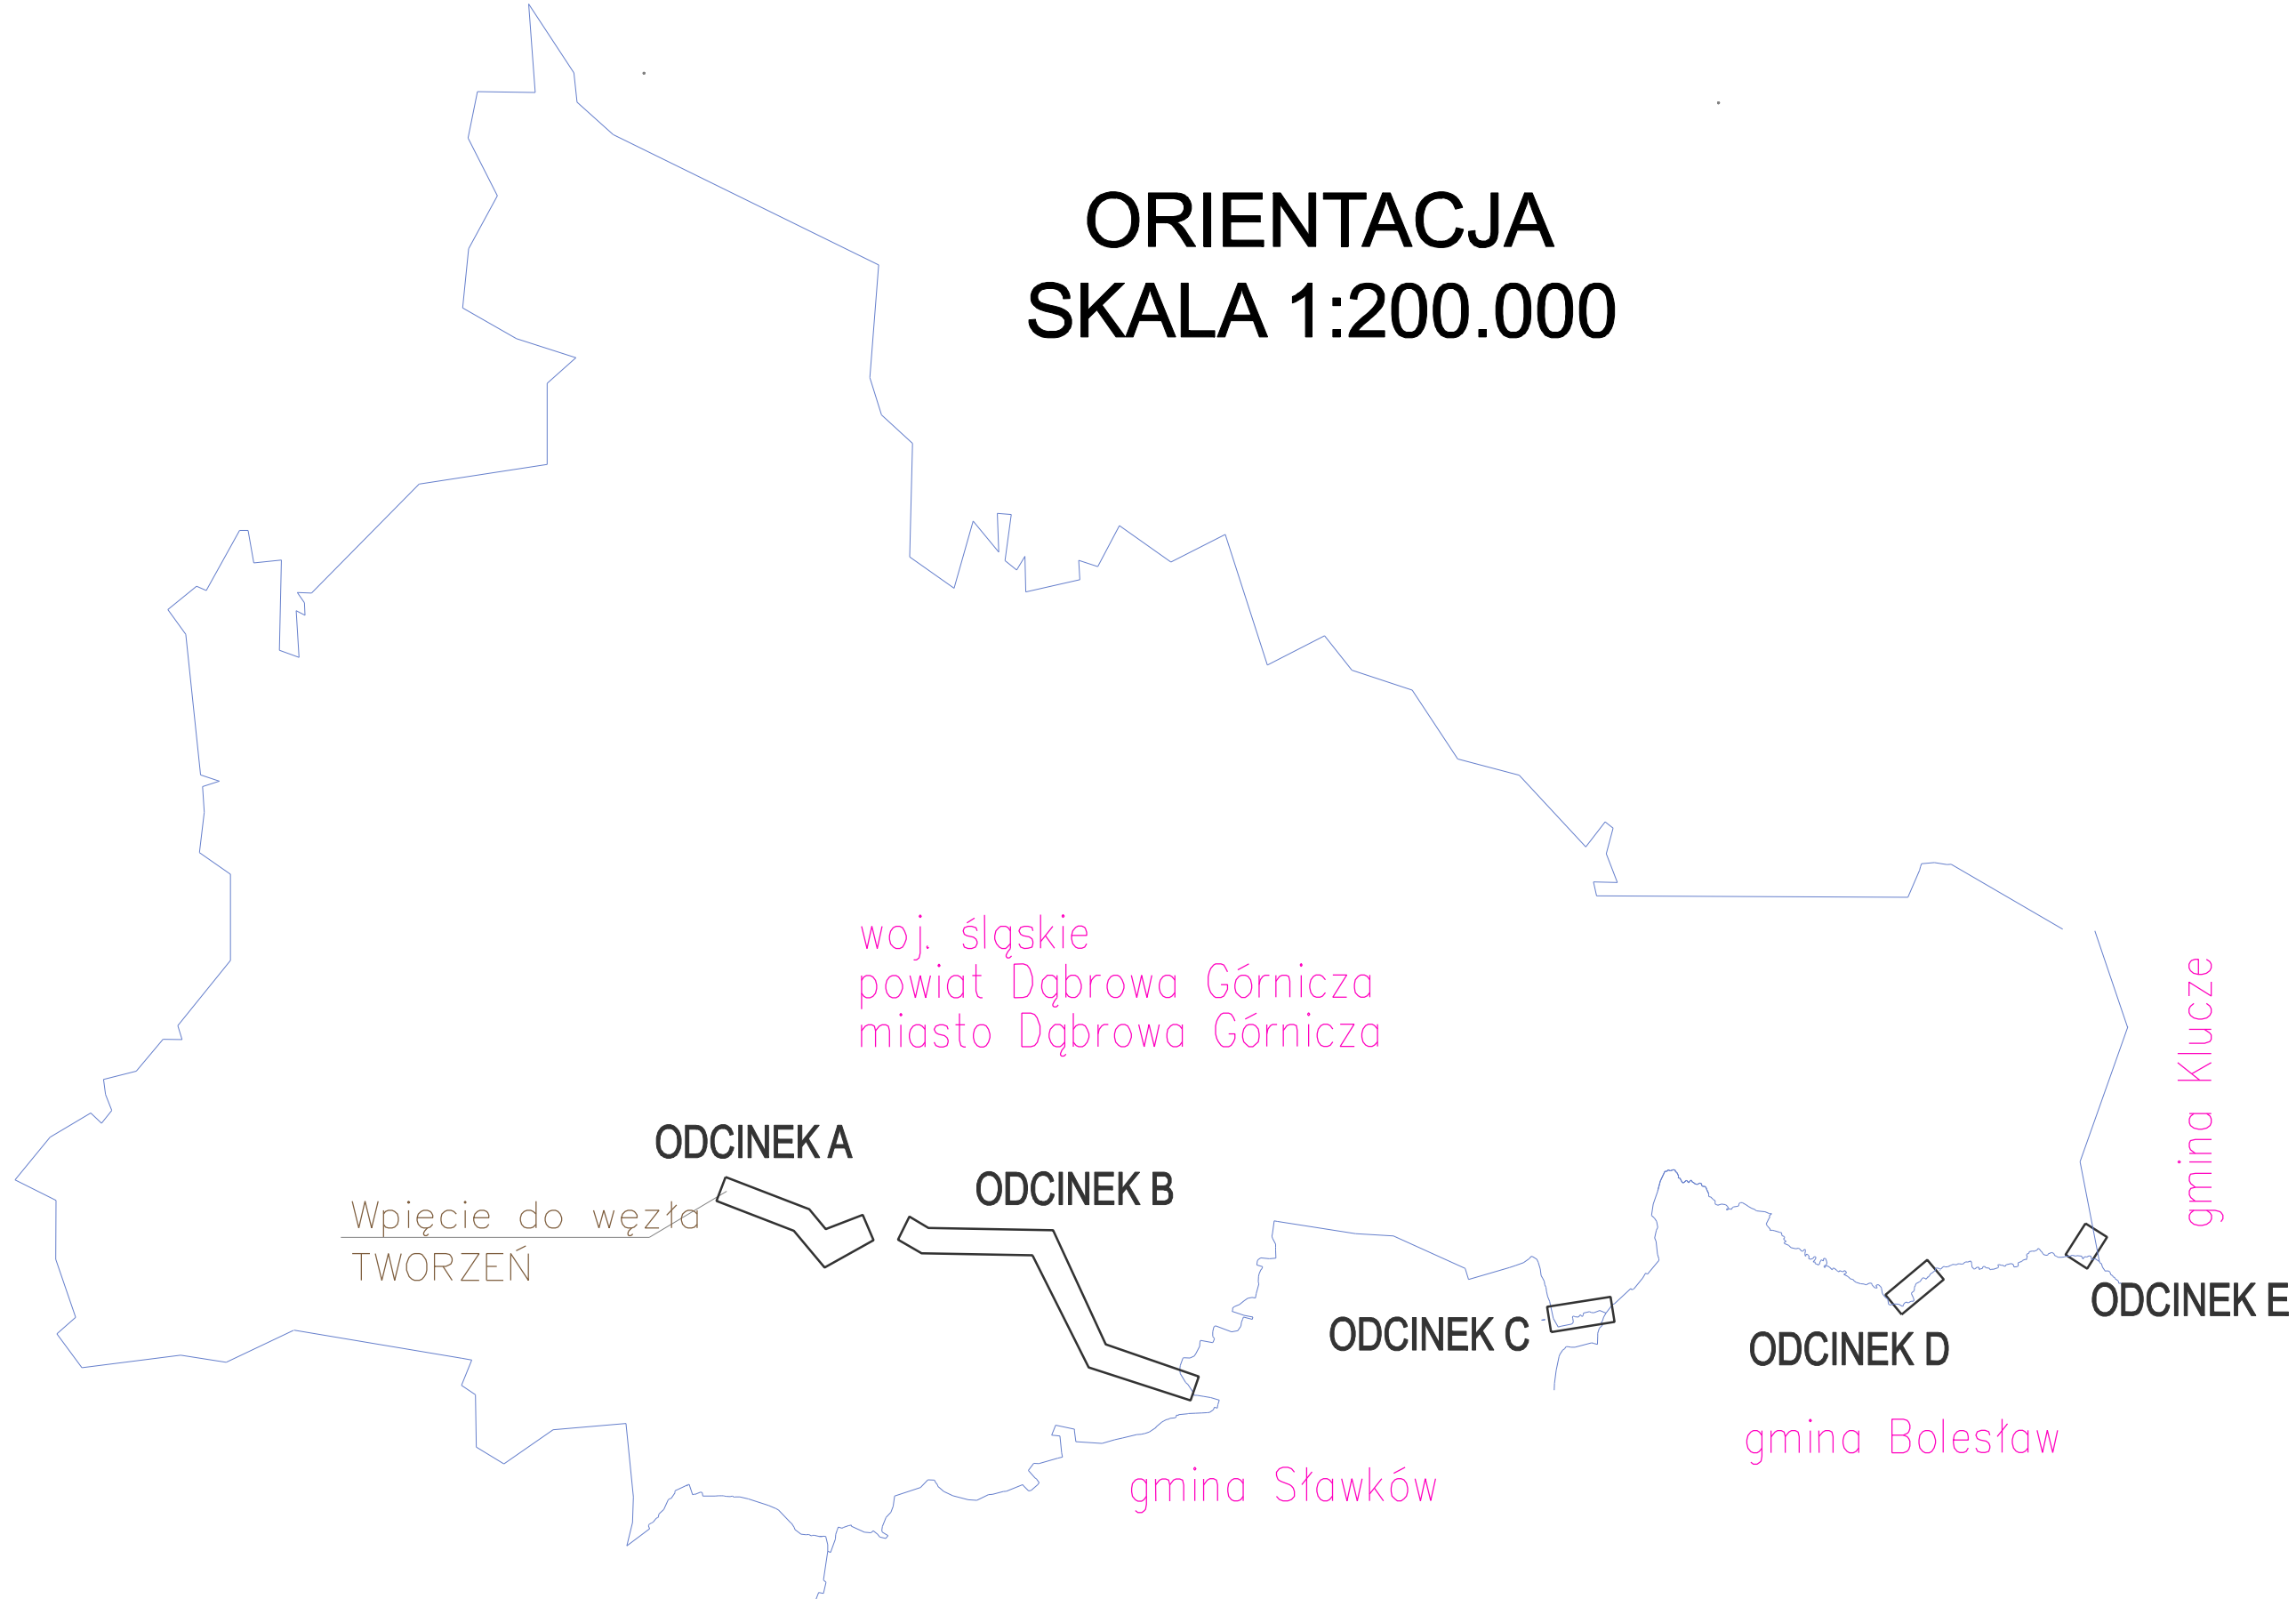 ORIENTACJA
SKALA 1:200.000
woj. śląskie
powiat Dąbrowa Górnicza
miasto Dąbrowa Górnicza
gmina Klucze
ODCINEK A
ODCINEK B
Wpięcie do węzła
TWORZEŃ
ODCINEK C
ODCINEK D
ODCINEK E
gmina Bolesław
gmina Sławków